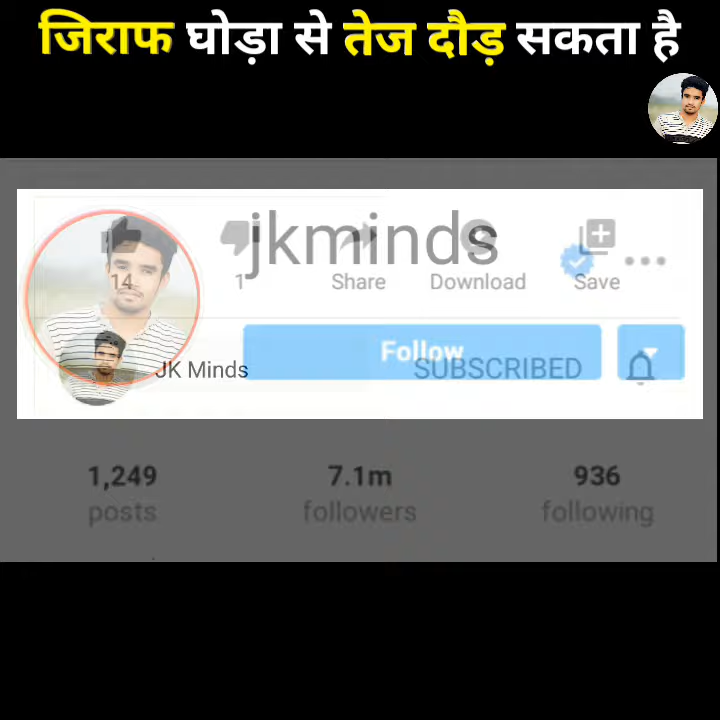 जिराफ घोड़ा से तेज दौड़ सकता है
jkminds
14 1 Share Download Save
Follow
JK Minds SUBSCRIBED
1,249 7.1m 936
posts followers following